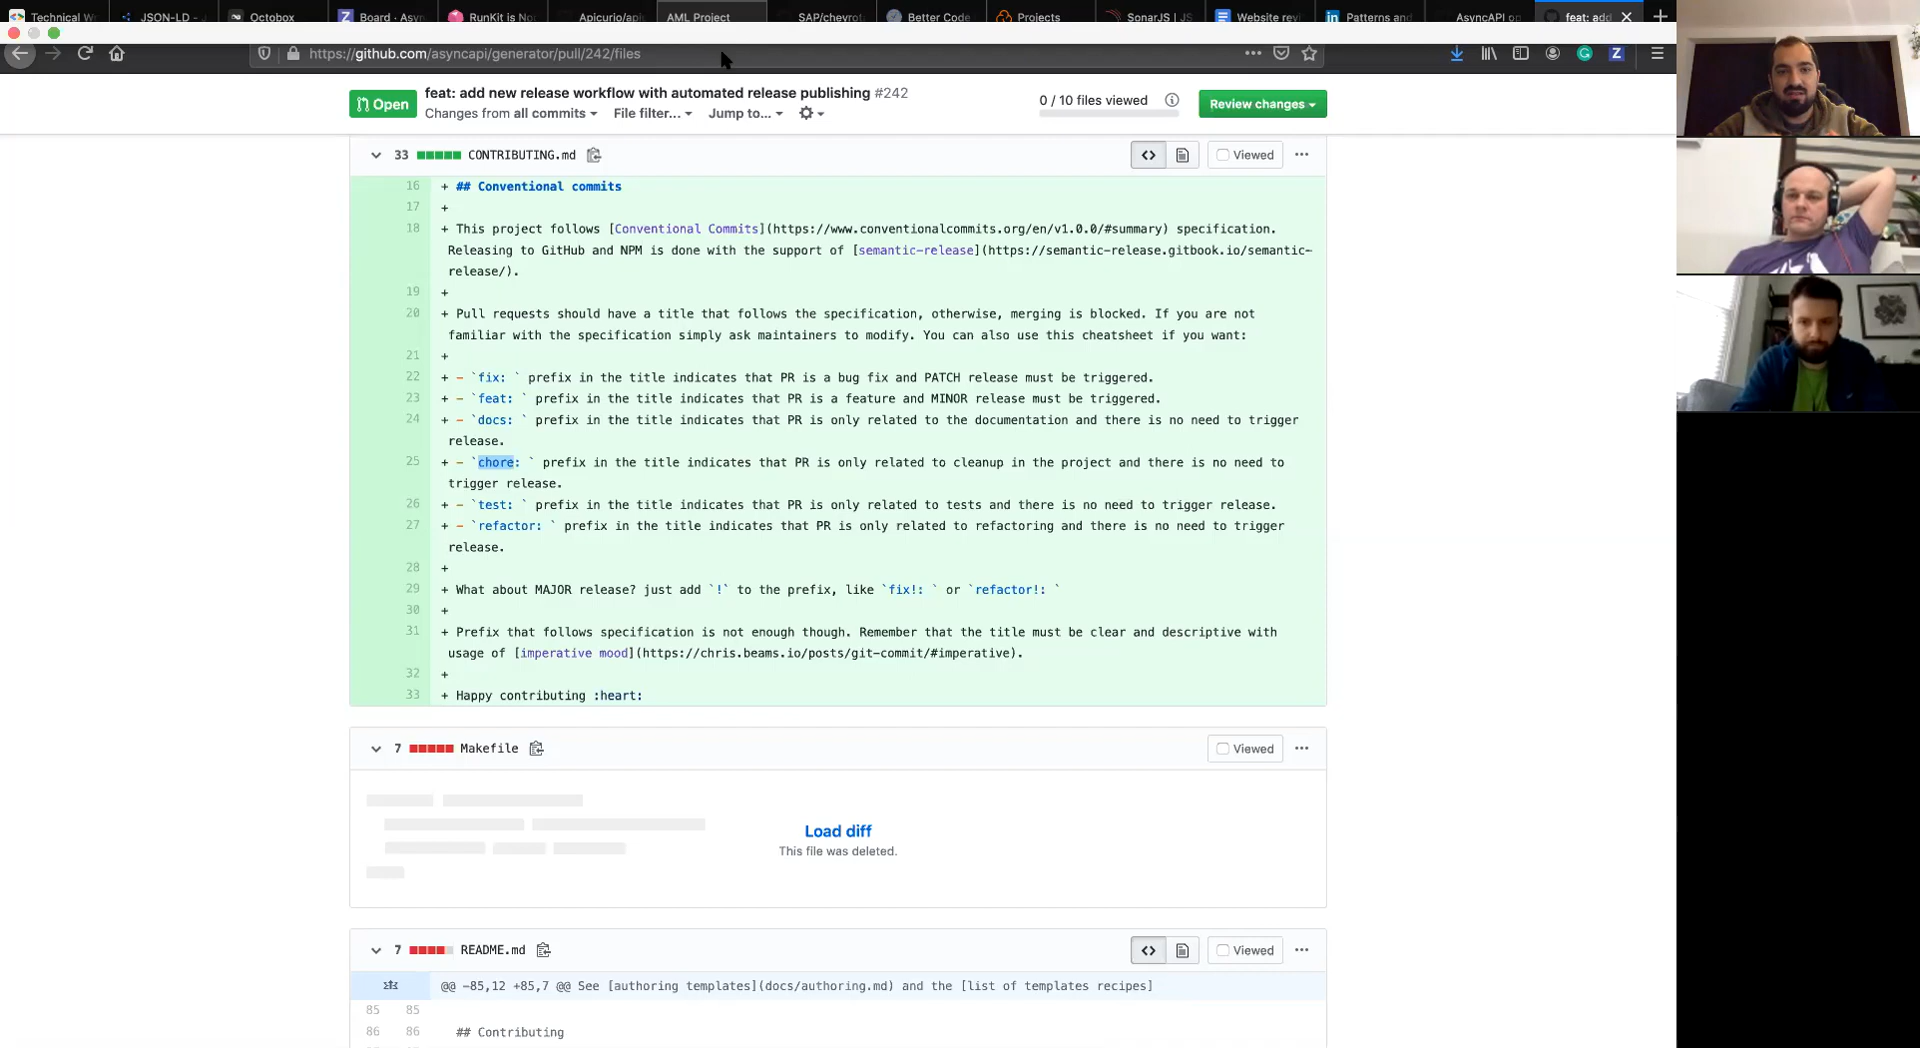 Technical W
JSON-LD -
Octobox
Board · Asyn
RunKit is No
Apicurio/api
AML Project
SAP/chevrot
Better Code
Projects
SonarJS | JS
Website revi
Patterns and
AsyncAPI op
feat: add
https://github.com/asyncapi/generator/pull/242/files
Open
feat: add new release workflow with automated release publishing #242
Changes from all commits
File filter...
Jump to...
0 / 10 files viewed
Review changes
33 CONTRIBUTING.md
Viewed
16 + ## Conventional commits
17 +
18 + This project follows [Conventional Commits](https://www.conventionalcommits.org/en/v1.0.0/#summary) specification.
Releasing to GitHub and NPM is done with the support of [semantic-release](https://semantic-release.gitbook.io/semantic-
release/).
19 +
20 + Pull requests should have a title that follows the specification, otherwise, merging is blocked. If you are not
familiar with the specification simply ask maintainers to modify. You can also use this cheatsheet if you want:
21 +
22 + - `fix: ` prefix in the title indicates that PR is a bug fix and PATCH release must be triggered.
23 + - `feat: ` prefix in the title indicates that PR is a feature and MINOR release must be triggered.
24 + - `docs: ` prefix in the title indicates that PR is only related to the documentation and there is no need to trigger
release.
25 + - `chore: ` prefix in the title indicates that PR is only related to cleanup in the project and there is no need to
trigger release.
26 + - `test: ` prefix in the title indicates that PR is only related to tests and there is no need to trigger release.
27 + - `refactor: ` prefix in the title indicates that PR is only related to refactoring and there is no need to trigger
release.
28 +
29 + What about MAJOR release? just add `!` to the prefix, like `fix!: ` or `refactor!: `
30 +
31 + Prefix that follows specification is not enough though. Remember that the title must be clear and descriptive with
usage of [imperative mood](https://chris.beams.io/posts/git-commit/#imperative).
32 +
33 + Happy contributing :heart:
7 Makefile
Viewed
Load diff
This file was deleted.
7 README.md
Viewed
@@ -85,12 +85,7 @@ See [authoring templates](docs/authoring.md) and the [list of templates recipes]
85 85
86 86 ## Contributing